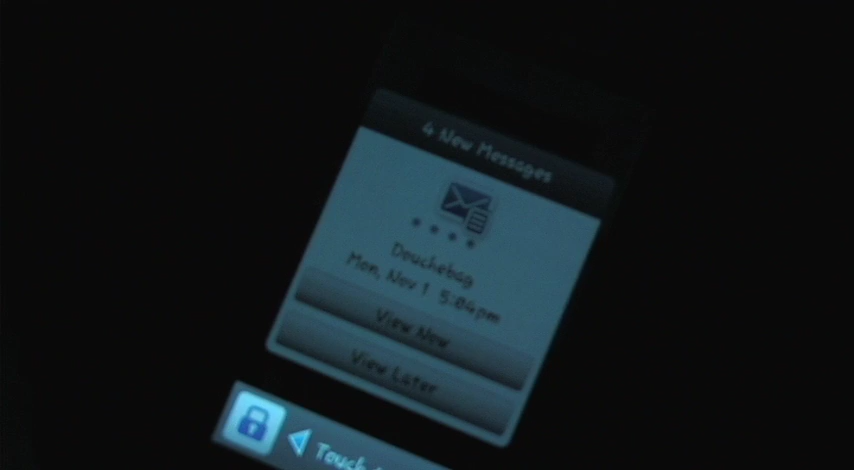 4 New Messages
Douchebag
Mon, Nov 1 5:04pm
View Now
View Later
Touch